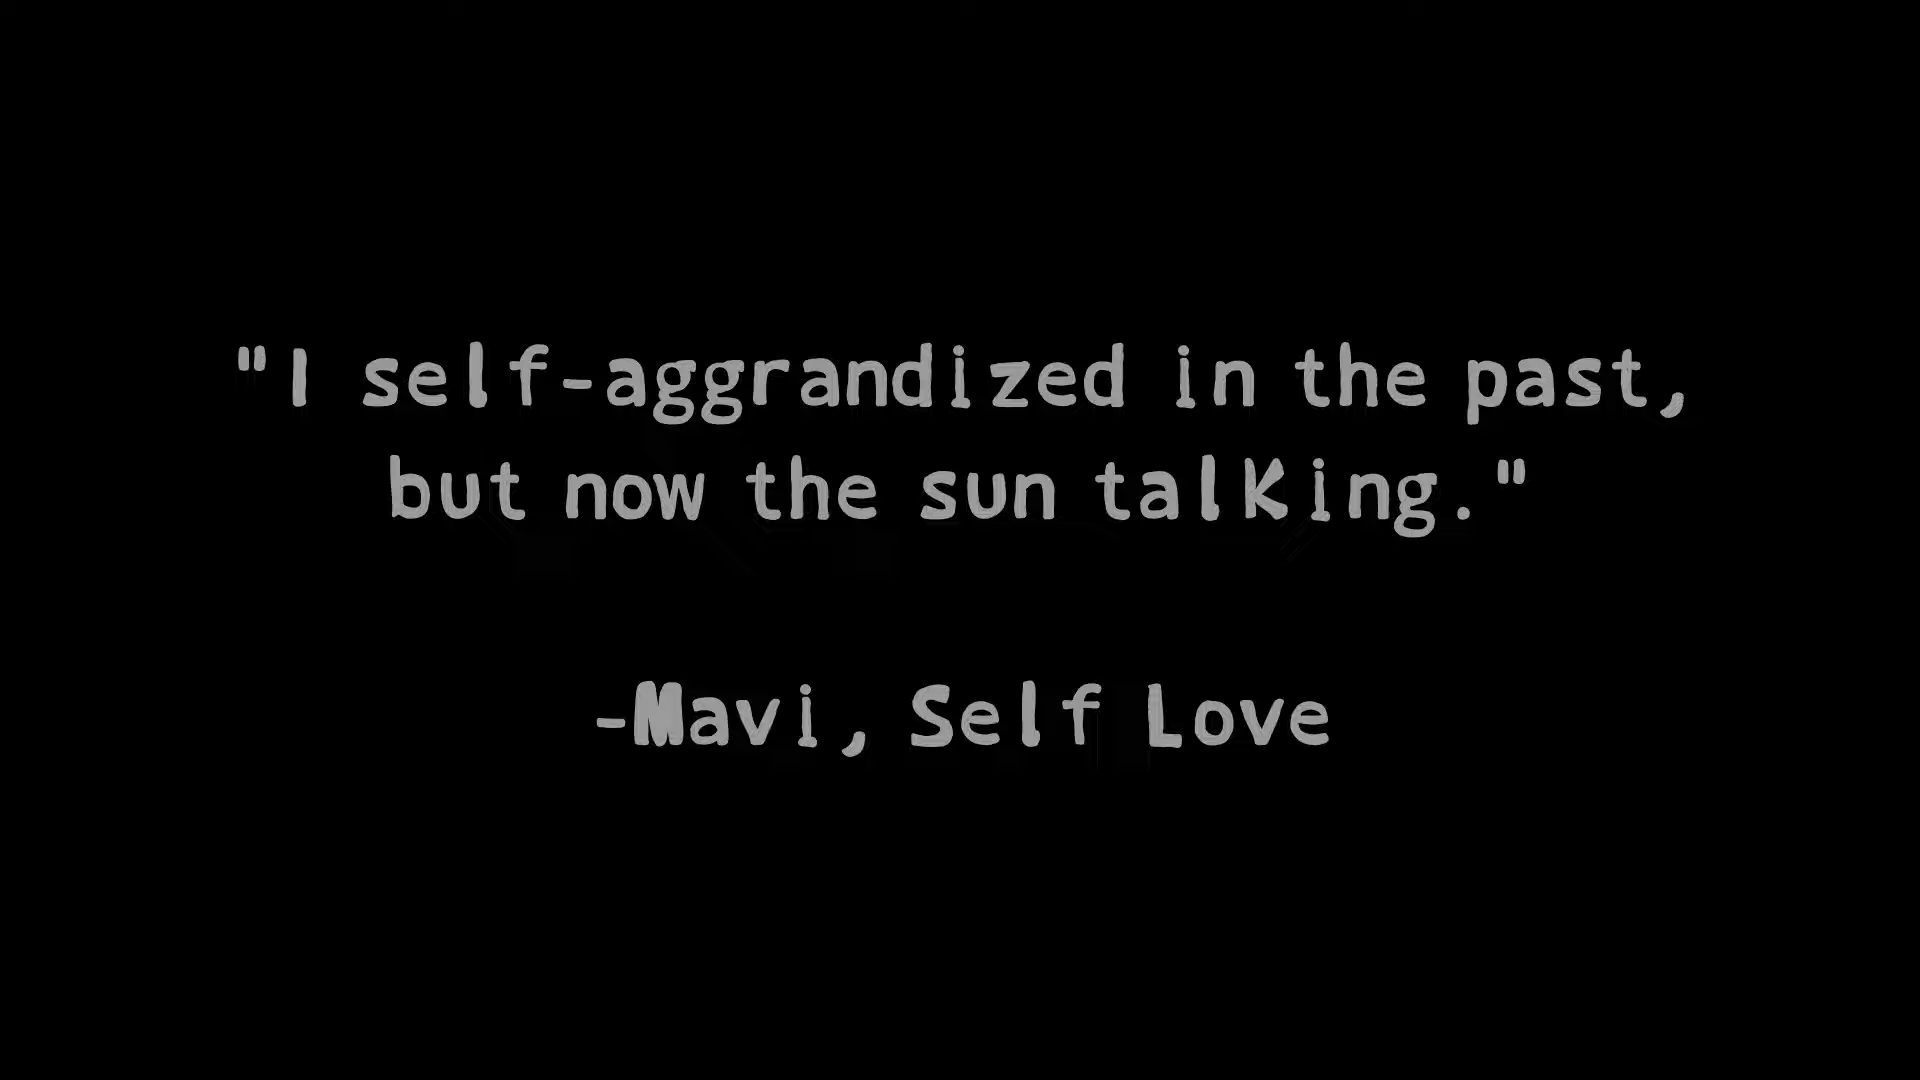 "I self-aggrandized in the past,
but now the sun talking."
-Mavi, Self Love